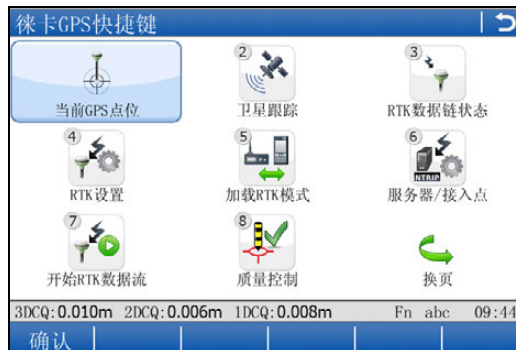 徕卡GPS快捷键
当前GPS点位
2
卫星跟踪
3
RTK数据链状态
4
RTK设置
5
加载RTK模式
6
NTRIP
服务器/接入点
7
开始RTK数据流
8
质量控制
换页
3DCQ:0.010m 2DCQ:0.006m 1DCQ:0.008m Fn abc 09:44
确认